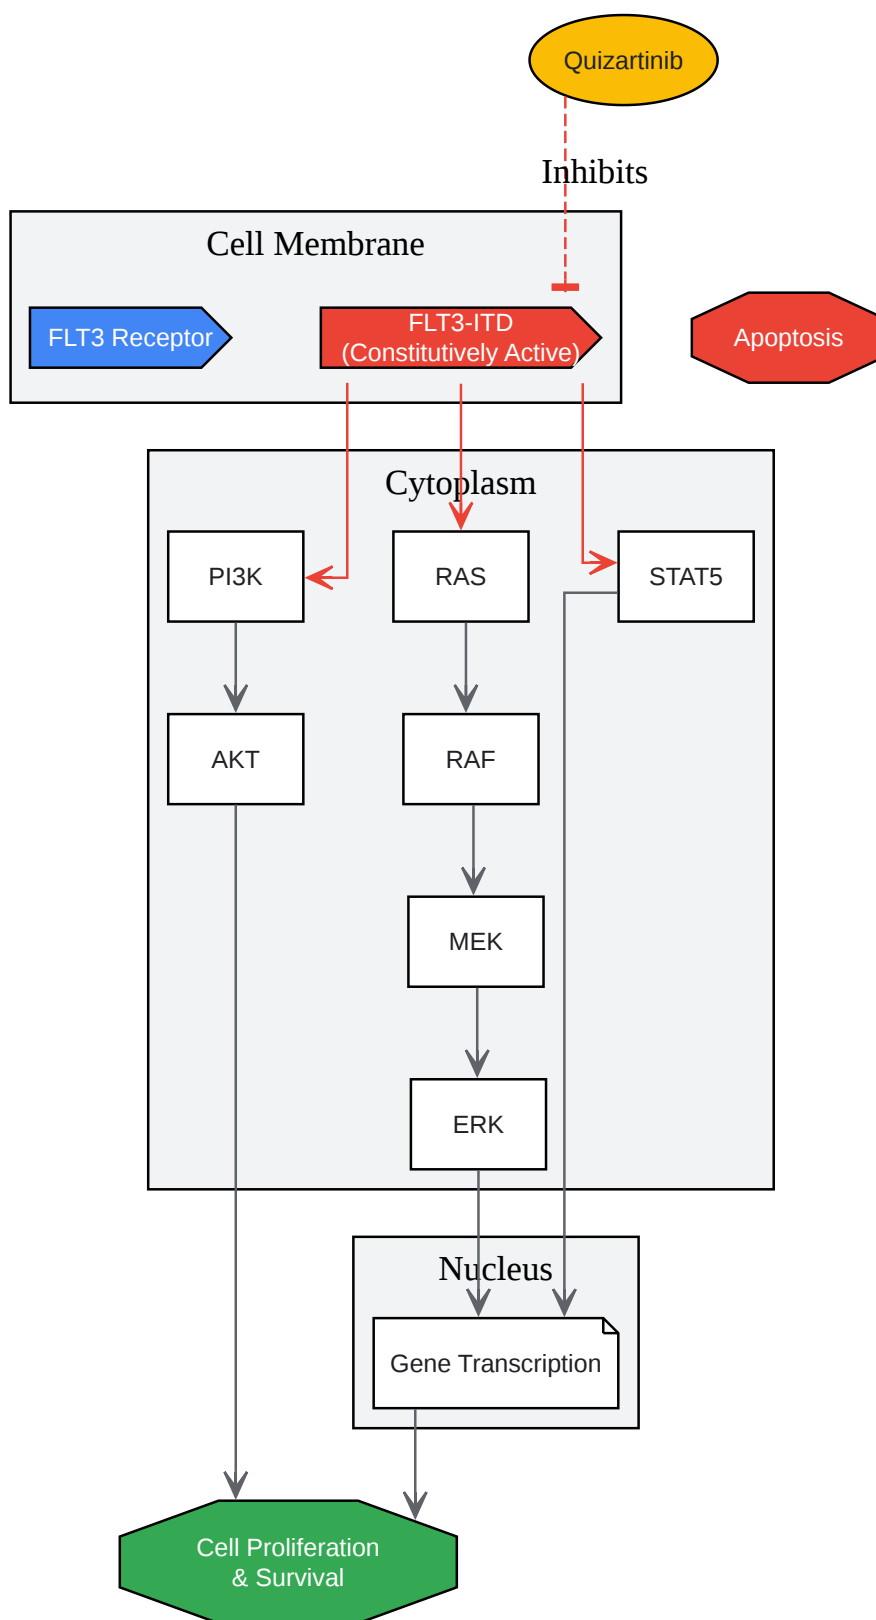 Quizartinib
Inhibits
Cell Membrane
FLT3 Receptor
FLT3-ITD
(Constitutively Active)
Apoptosis
Cytoplasm
PI3K
RAS
STAT5
AKT
RAF
MEK
ERK
Nucleus
Gene Transcription
Cell Proliferation
& Survival